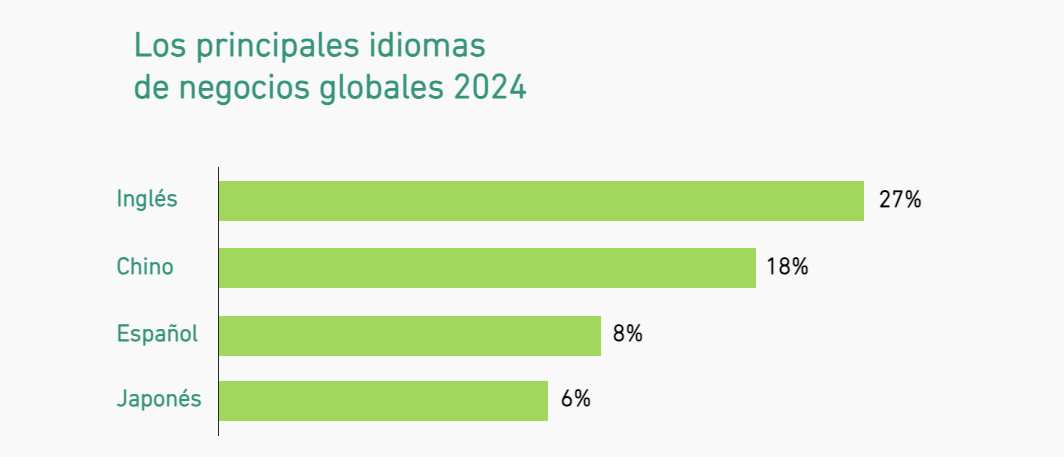 Los principales idiomas
de negocios globales 2024
Inglés 27%
Chino 18%
Español 8%
Japonés 6%